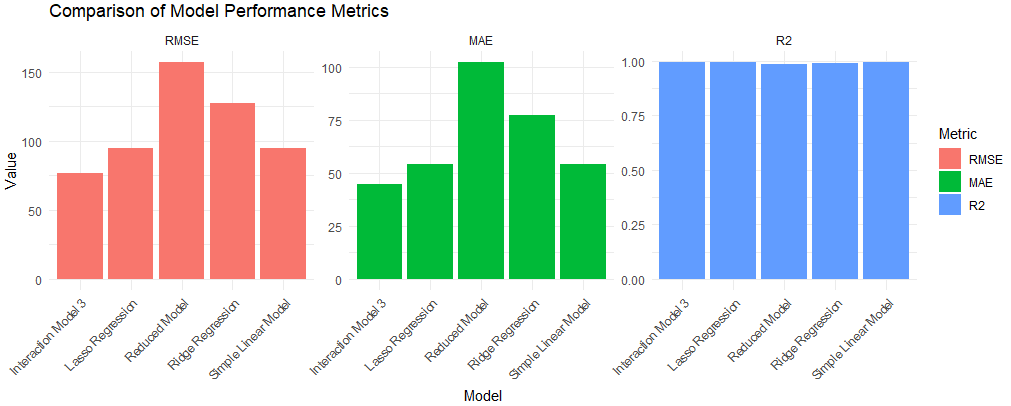 Comparison of Model Performance Metrics
RMSE
MAE
R2
Value
150
100
50
0
100
75
50
25
0
1.00
0.75
0.50
0.25
0.00
Interaction Model 3
Lasso Regression
Reduced Model
Ridge Regression
Simple Linear Model
Interaction Model 3
Lasso Regression
Reduced Model
Ridge Regression
Simple Linear Model
Interaction Model 3
Lasso Regression
Reduced Model
Ridge Regression
Simple Linear Model
Model
Metric
RMSE
MAE
R2